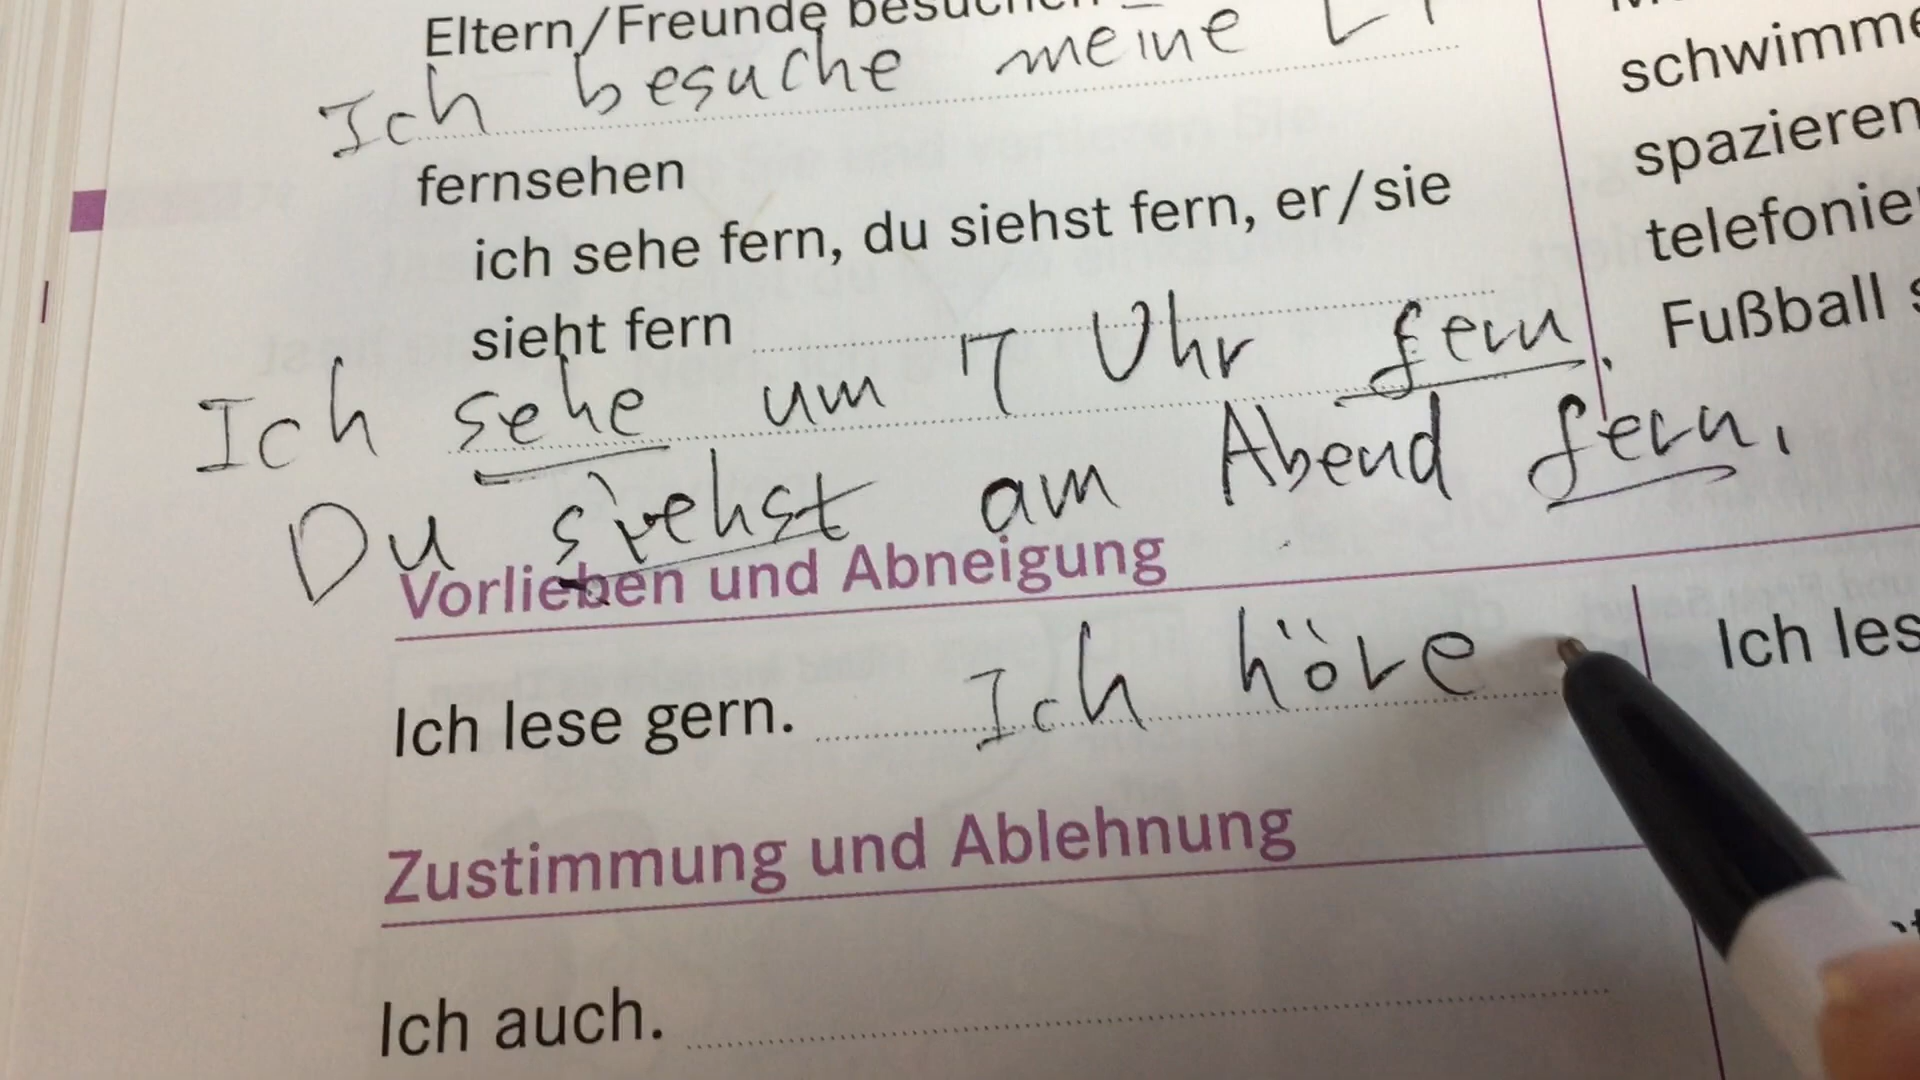 Eltern/Freunde besuchen
Ich besuche meine
fernsehen
ich sehe fern, du siehst fern, er/sie
sieht fern
Ich sehe um 7 Uhr fern.
Du siehst am Abend fern.
Vorlieben und Abneigung
Ich lese gern. Ich höre
Zustimmung und Ablehnung
Ich auch.
schwimme
spazieren
telefonie
Fußball
Ich les